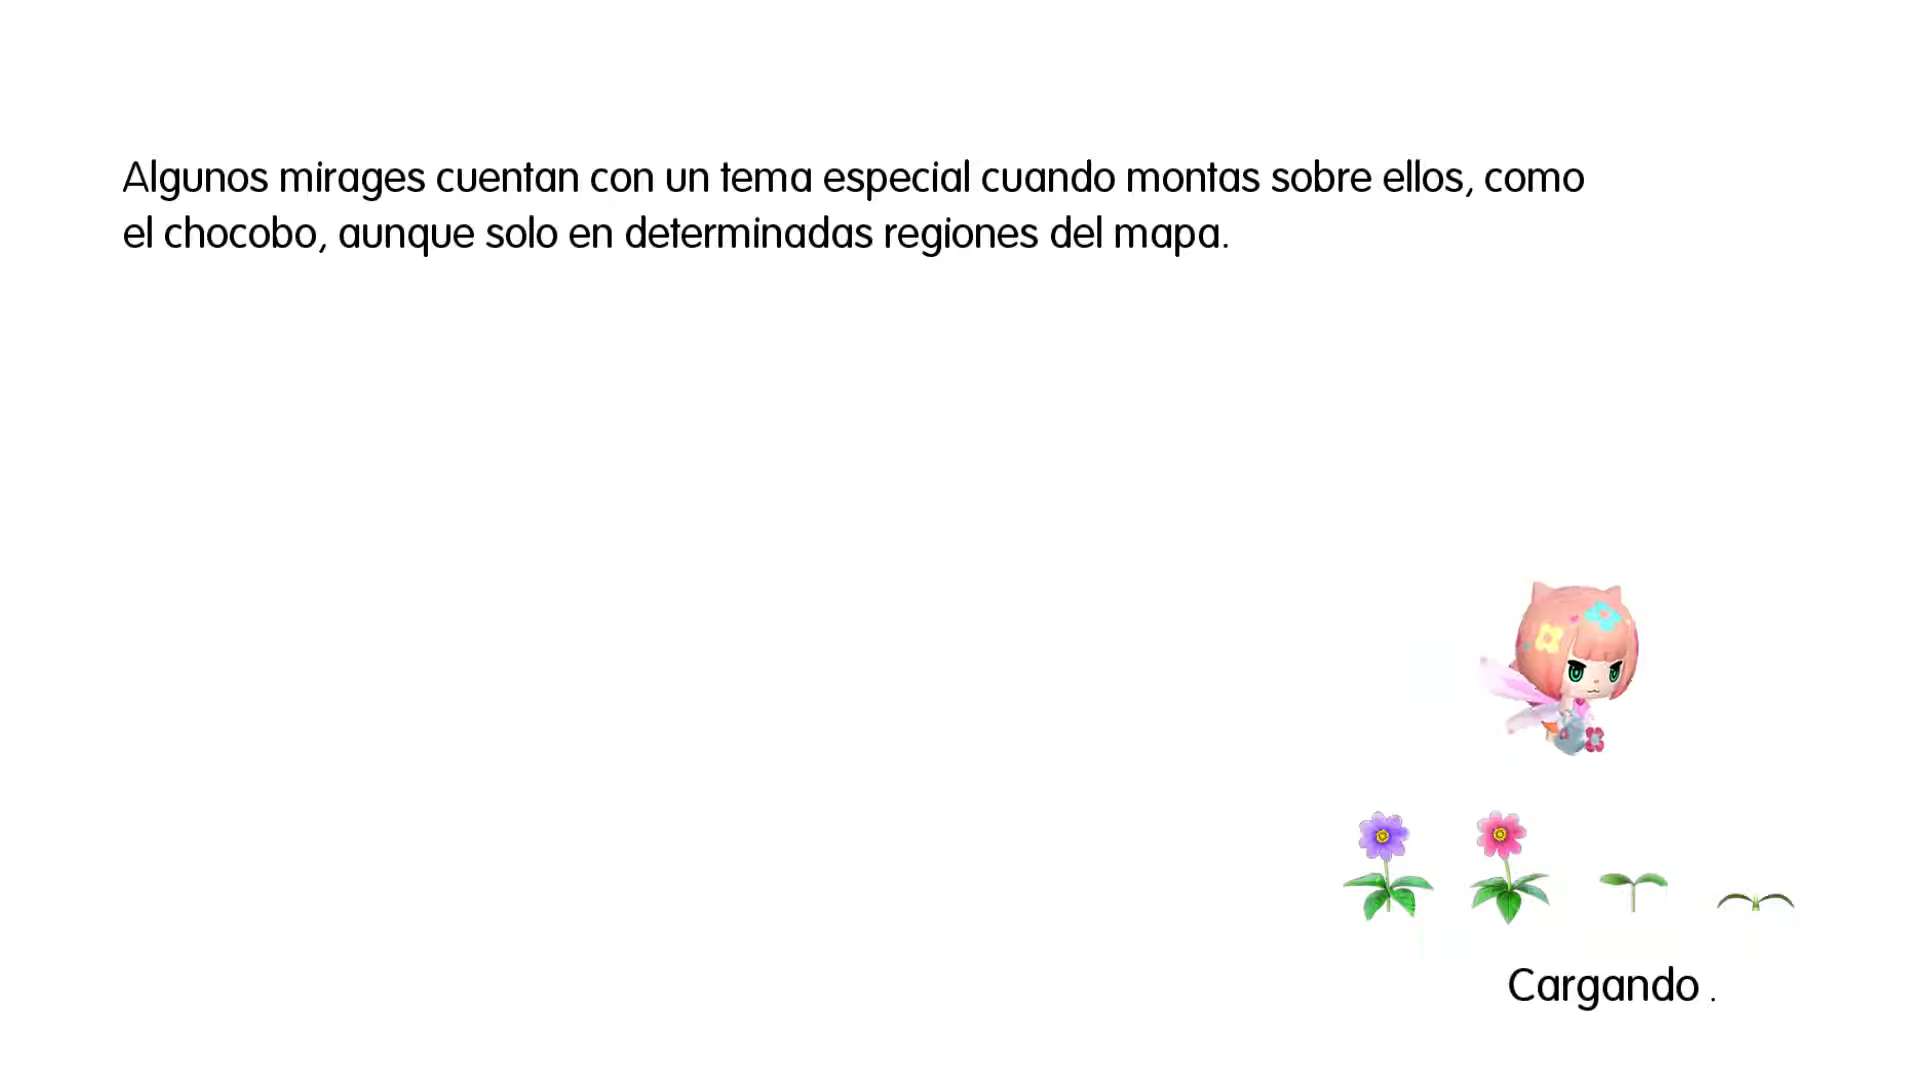 Algunos mirages cuentan con un tema especial cuando montas sobre ellos, como
el chocobo, aunque solo en determinadas regiones del mapa.
Cargando .